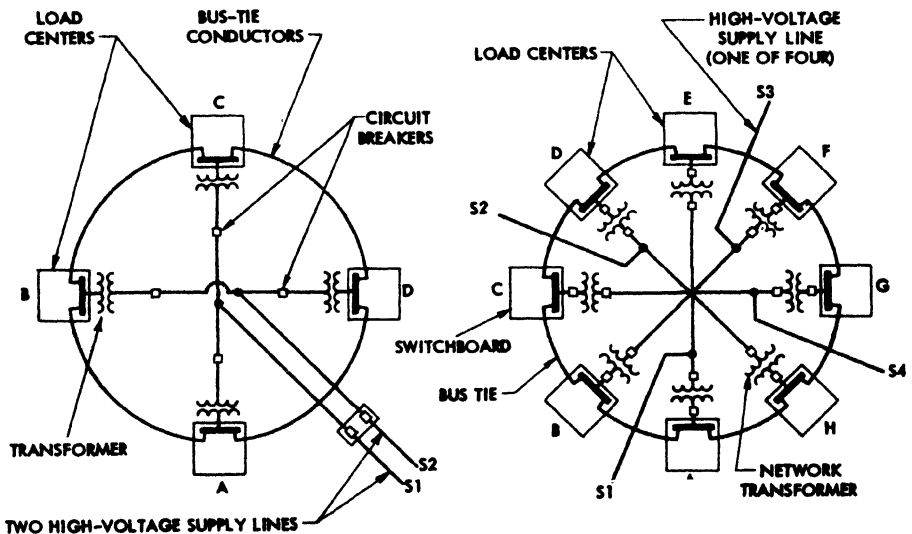 LOAD
CENTERS
BUS-TIE
CONDUCTORS
C
CIRCUIT
BREAKERS
B
D
TRANSFORMER
A
S2
S1
TWO HIGH-VOLTAGE SUPPLY LINES
HIGH-VOLTAGE
SUPPLY LINE
(ONE OF FOUR)
LOAD CENTERS
S3
E
D
F
S2
C
G
SWITCHBOARD
BUS TIE
S4
B
H
S1
NETWORK
TRANSFORMER